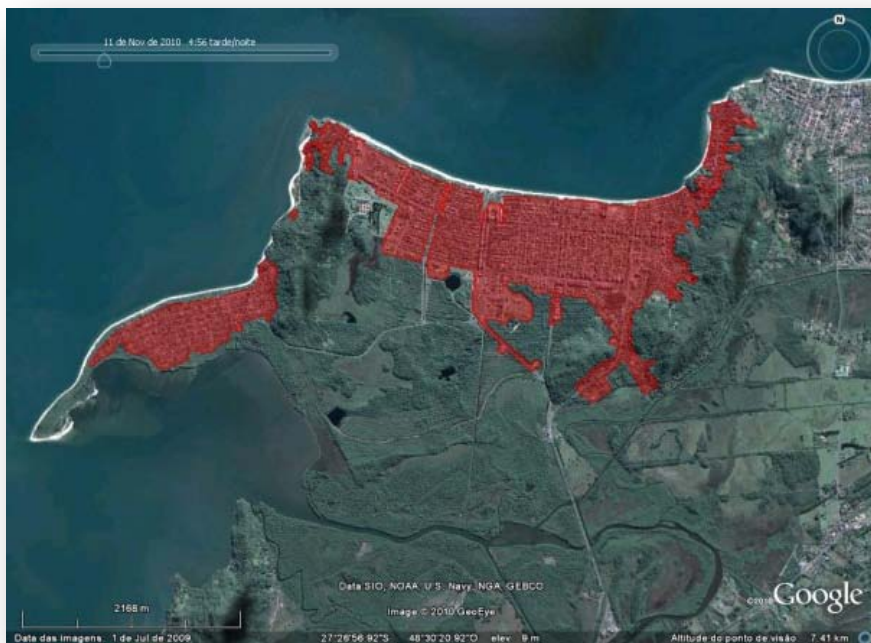 11 de Nov de 2010 4:56 tarde/noite
N
Data SIO, NOAA, U.S. Navy, NGA, GEBCO
©2010 Google
2168 m
Image © 2010 GeoEye
Data das imagens 1 de Jul de 2009 27°26'56.92"S 48°30'20.92"O elev 9 m Altitude do ponto de visão 7.41 km